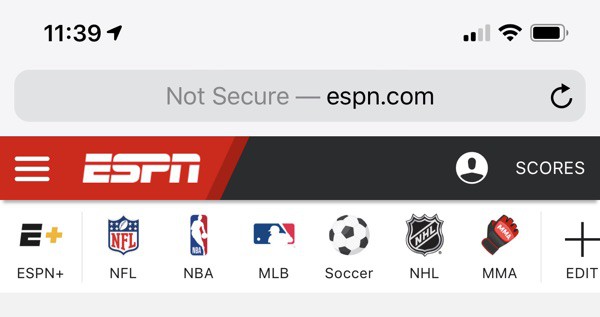 11:39
Not Secure — espn.com
ESPN
SCORES
E+ NFL NBA NHL MMA
ESPN+ NFL NBA MLB Soccer NHL MMA EDIT